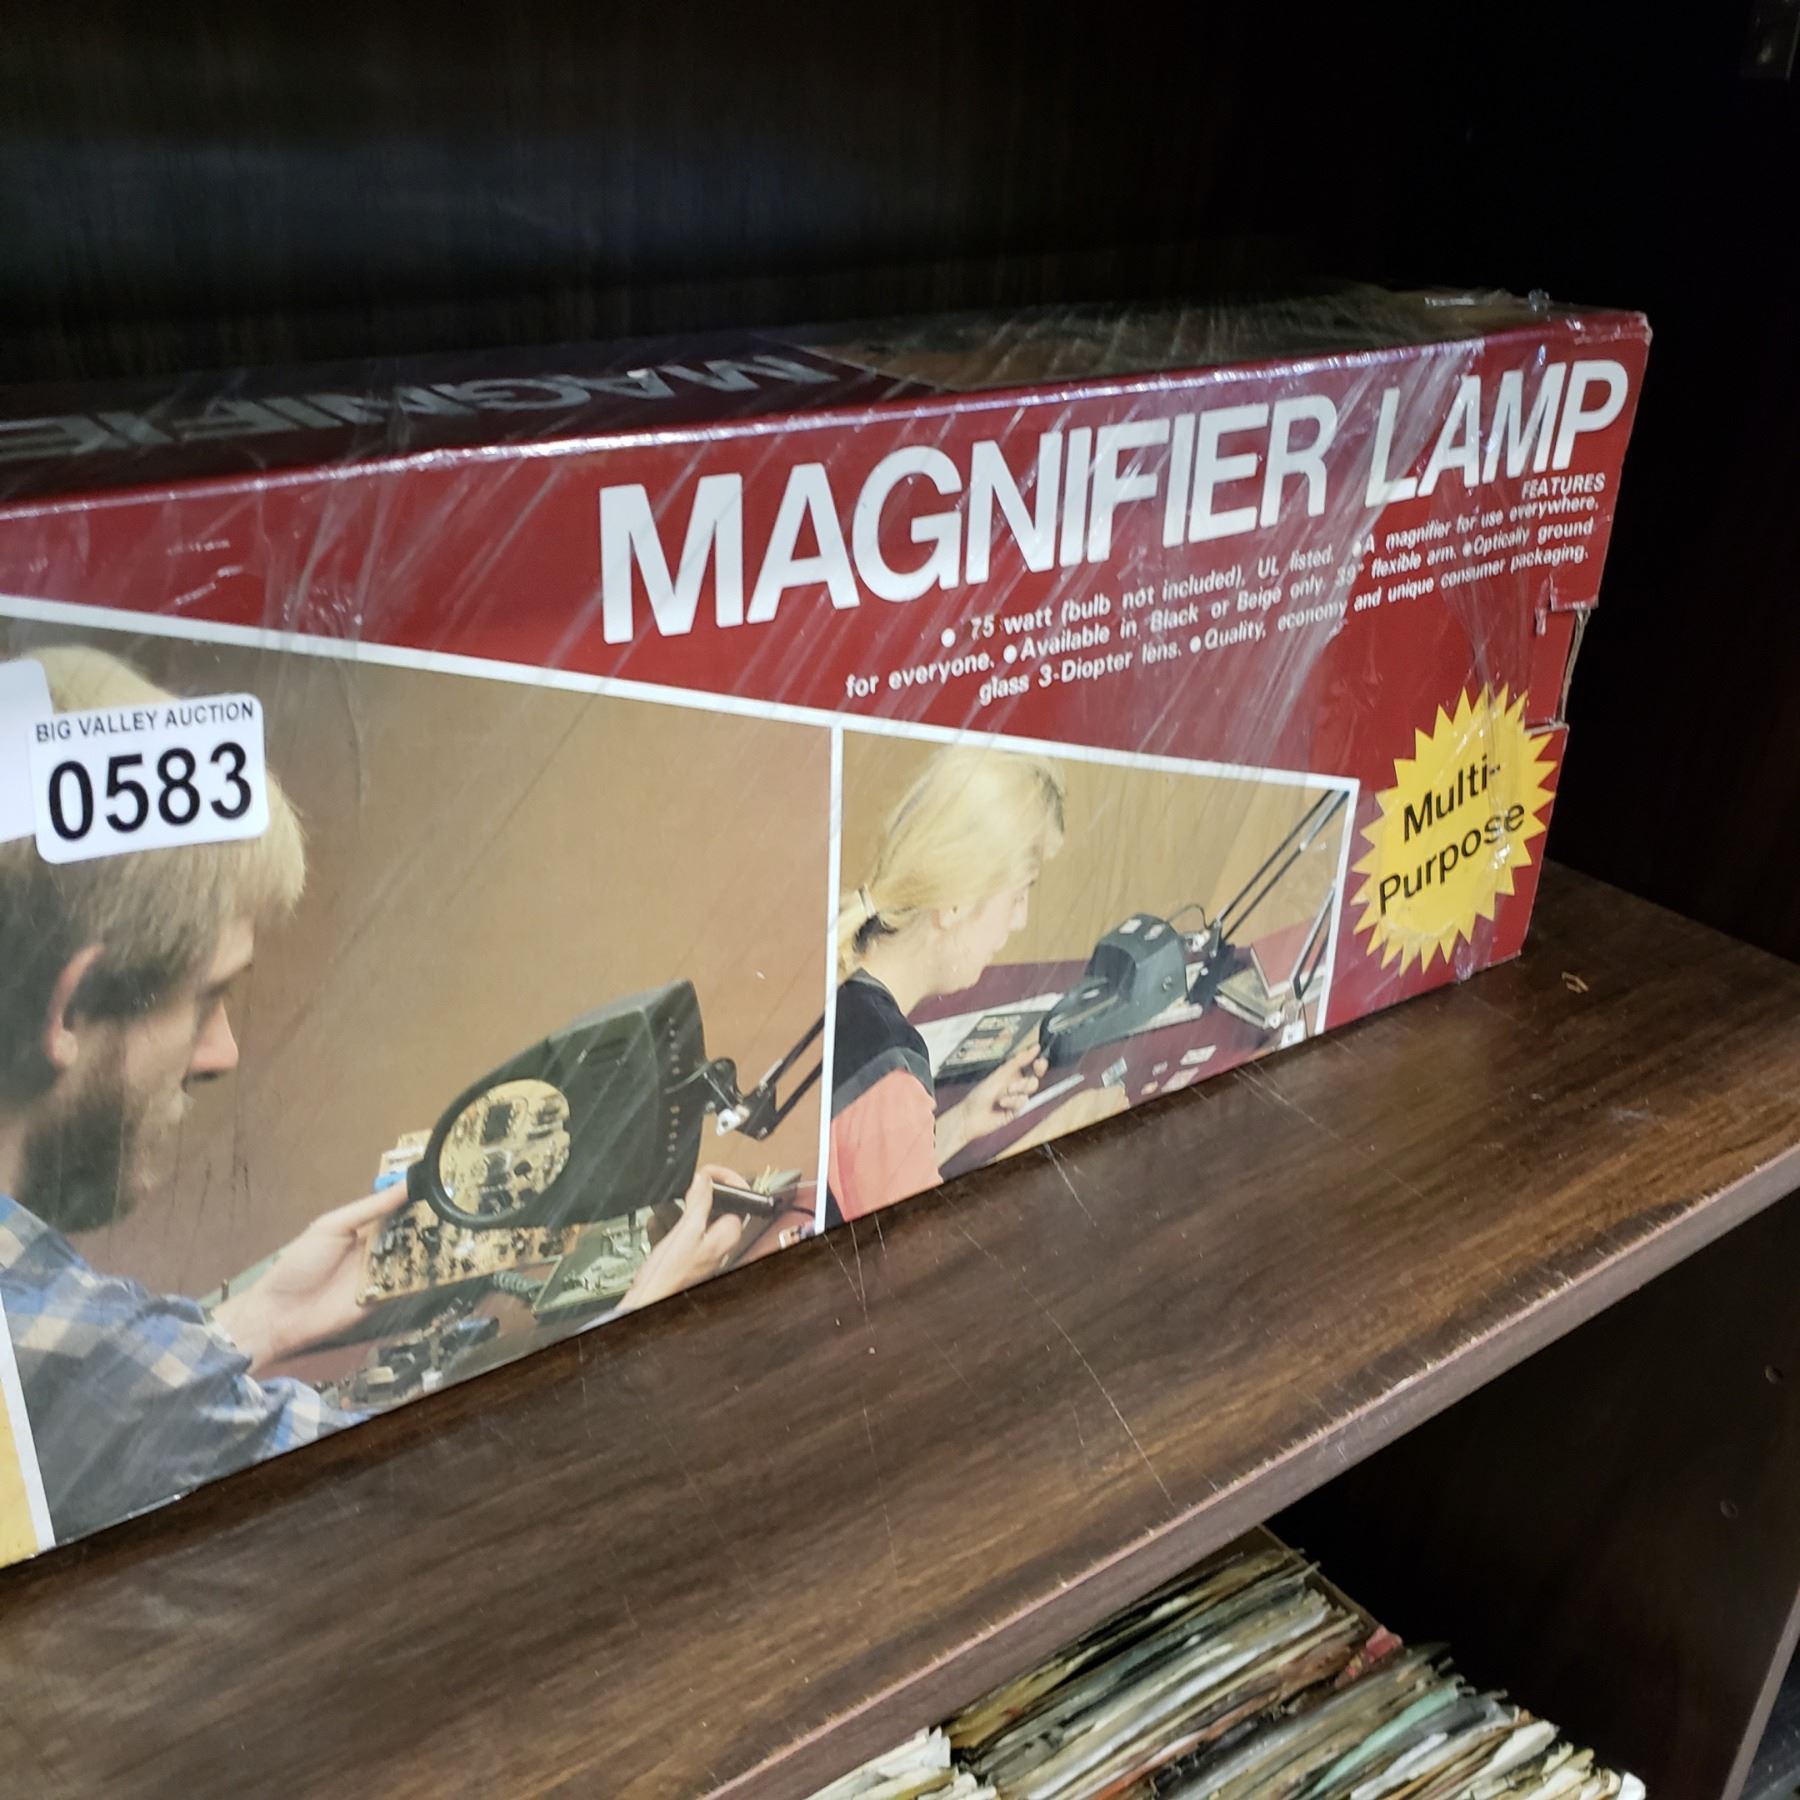 MAGNIFIE
MAGNIFIER LAMP
FEATURES
● 75 watt (bulb not included), UL listed. ●A magnifier for use everywhere,
for everyone. ●Available in Black or Beige only. 39" flexible arm. ●Optically ground
glass 3-Diopter lens. ●Quality, economy and unique consumer packaging.
Multi-
Purpose
BIG VALLEY AUCTION
0583